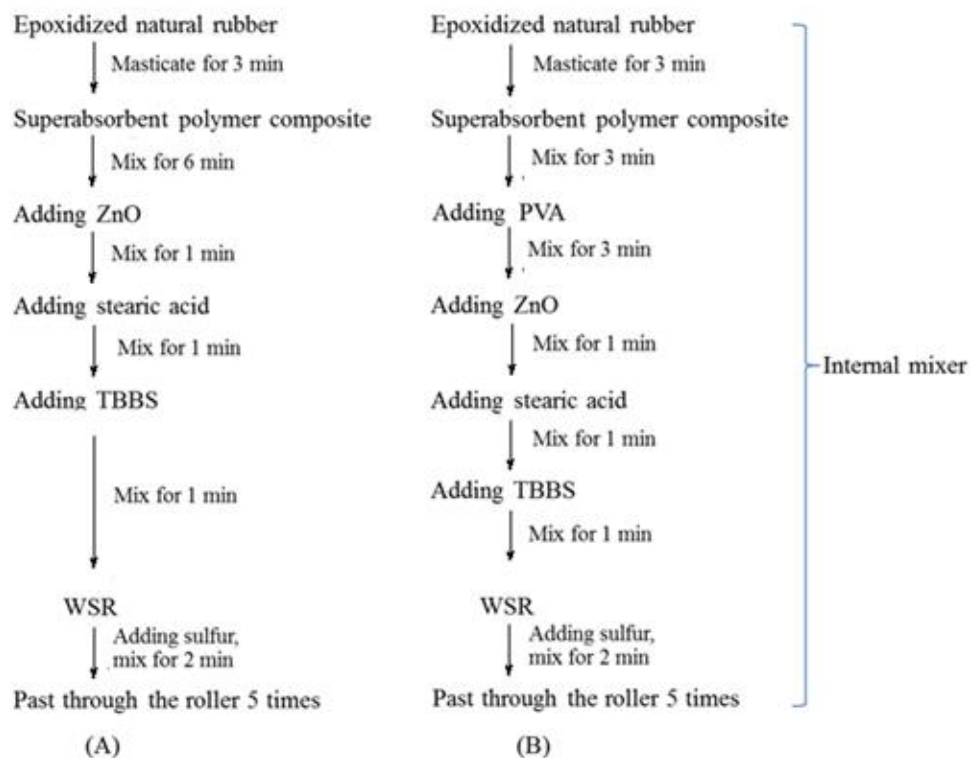 Epoxidized natural rubber
Masticate for 3 min
Superabsorbent polymer composite
Mix for 6 min
Adding ZnO
Mix for 1 min
Adding stearic acid
Mix for 1 min
Adding TBBS
Mix for 1 min
WSR
Adding sulfur,
mix for 2 min
Past through the roller 5 times
(A)
Epoxidized natural rubber
Masticate for 3 min
Superabsorbent polymer composite
Mix for 3 min
Adding PVA
Mix for 3 min
Adding ZnO
Mix for 1 min
Adding stearic acid
Mix for 1 min
Adding TBBS
Mix for 1 min
WSR
Adding sulfur,
mix for 2 min
Past through the roller 5 times
(B)
Internal mixer